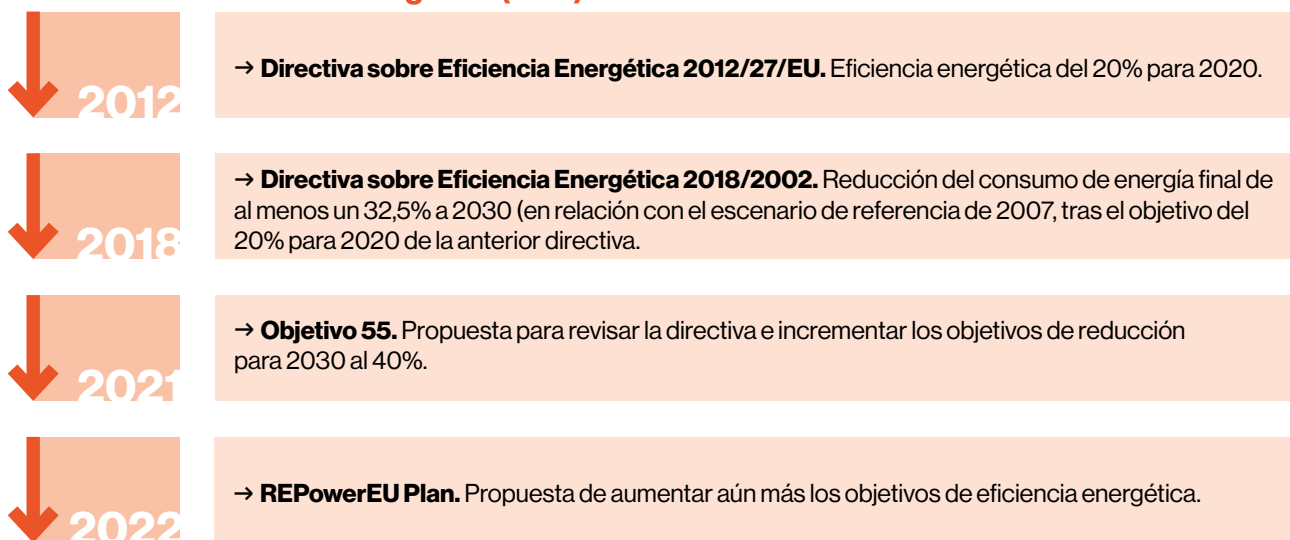 2012
→ Directiva sobre Eficiencia Energética 2012/27/EU. Eficiencia energética del 20% para 2020.
2018
→ Directiva sobre Eficiencia Energética 2018/2002. Reducción del consumo de energía final de
al menos un 32,5% a 2030 (en relación con el escenario de referencia de 2007, tras el objetivo del
20% para 2020 de la anterior directiva.
2021
→ Objetivo 55. Propuesta para revisar la directiva e incrementar los objetivos de reducción
para 2030 al 40%.
2022
→ REPowerEU Plan. Propuesta de aumentar aún más los objetivos de eficiencia energética.